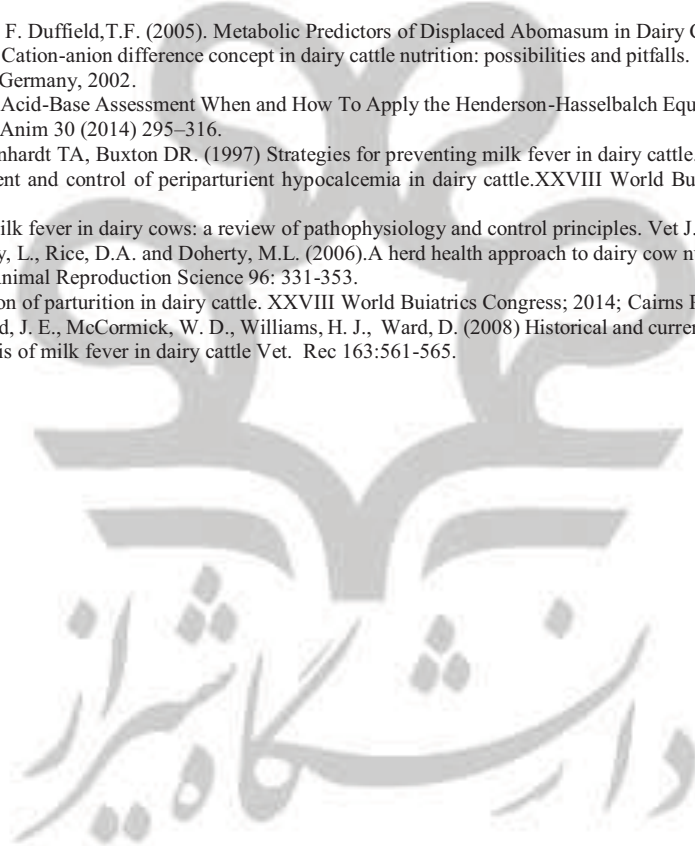 F. Duffield,T.F. (2005). Metabolic Predictors of Displaced Abomasum in Dairy
Cation-anion difference concept in dairy cattle nutrition: possibilities and pitfalls.
Germany, 2002.
Acid-Base Assessment When and How To Apply the Henderson-Hasselbalch Equ
Anim 30 (2014) 295–316.
nhardt TA, Buxton DR. (1997) Strategies for preventing milk fever in dairy cattle.
ent and control of periparturient hypocalcemia in dairy cattle.XXVIII World Bu
ilk fever in dairy cows: a review of pathophysiology and control principles. Vet J.
y, L., Rice, D.A. and Doherty, M.L. (2006).A herd health approach to dairy cow n
nimal Reproduction Science 96: 331-353.
on of parturition in dairy cattle. XXVIII World Buiatrics Congress; 2014; Cairns
d, J. E., McCormick, W. D., Williams, H. J., Ward, D. (2008) Historical and curre
is of milk fever in dairy cattle Vet. Rec 163:561-565.
دانشگاه شیراز